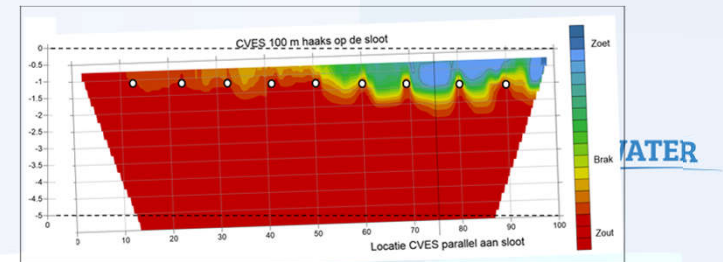 CVES 100 m haaks op de sloot
0
-0.5
-1
-1.5
-2
-2.5
-3
-3.5
-4
-4.5
-5
0 10 20 30 40 50 60 70 80 90 100
0
Locatie CVES parallel aan sloot
Zoet
Brak
Zout
WATER